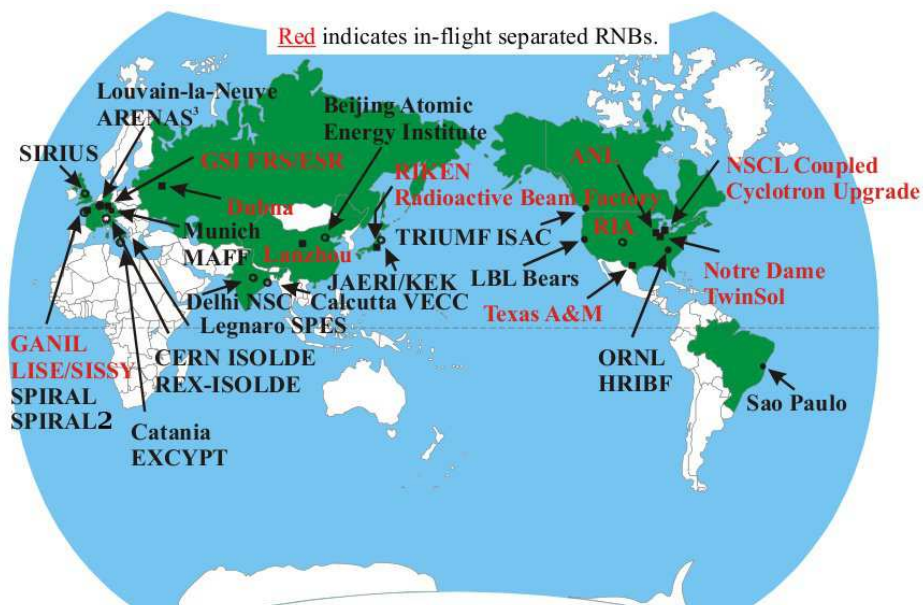 Red indicates in-flight separated RNBs.
Louvain-la-Neuve
ARENAS³
Beijing Atomic
Energy Institute
SIRIUS
GSI FRS/ESR
RIKEN
Radioactive Beam Factory
ANL
NSCL Coupled
Cyclotron Upgrade
Dubna
Munich
MAFF
Lanzhou
TRIUMF ISAC
RIA
JAERI/KEK
LBL Bears
Notre Dame
TwinSol
Delhi NSC
Calcutta VECC
Texas A&M
Legnaro SPES
GANIL
LISE/SISSY
SPIRAL
SPIRAL2
CERN ISOLDE
REX-ISOLDE
ORNL
HRIBF
Sao Paulo
Catania
EXCYPT